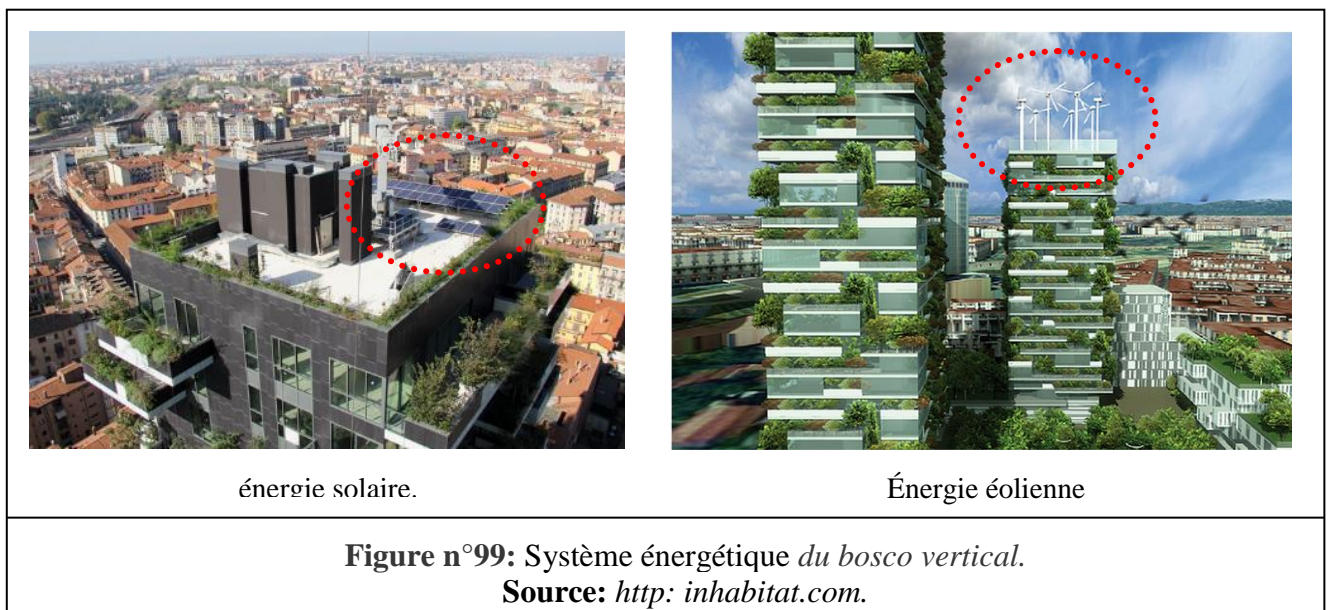 énergie solaire.
Énergie éolienne
Figure n°99: Système énergétique du bosco vertical.
Source: http: inhabitat.com.